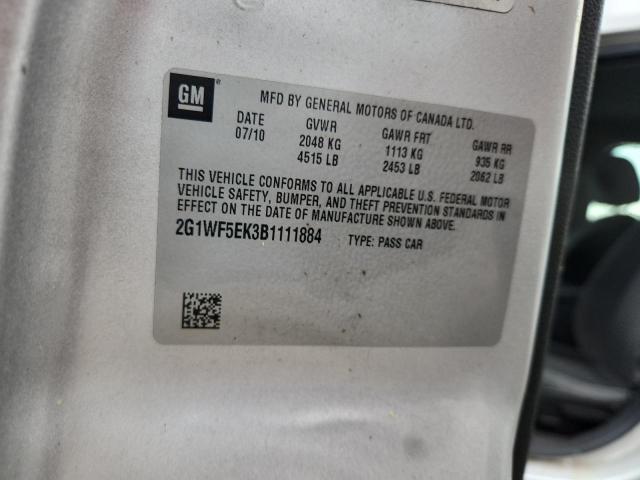 GM
MFD BY GENERAL MOTORS OF CANADA LTD.
DATE GVWR GAWR FRT GAWR RR
07/10 2048 KG 1113 KG 935 KG
4515 LB 2453 LB 2062 LB
THIS VEHICLE CONFORMS TO ALL APPLICABLE U.S. FEDERAL MOTOR
VEHICLE SAFETY, BUMPER, AND THEFT PREVENTION STANDARDS IN
EFFECT ON THE DATE OF MANUFACTURE SHOWN ABOVE.
2G1WF5EK3B1111884 TYPE: PASS CAR